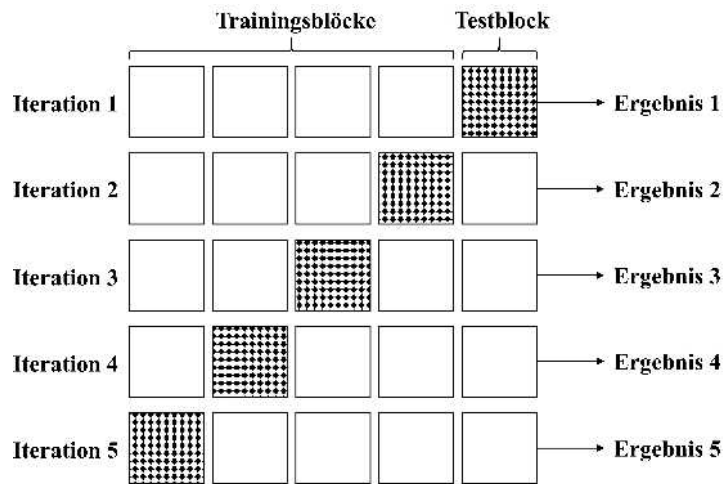 Trainingsblöcke Testblock
Iteration 1 Ergebnis 1
Iteration 2 Ergebnis 2
Iteration 3 Ergebnis 3
Iteration 4 Ergebnis 4
Iteration 5 Ergebnis 5